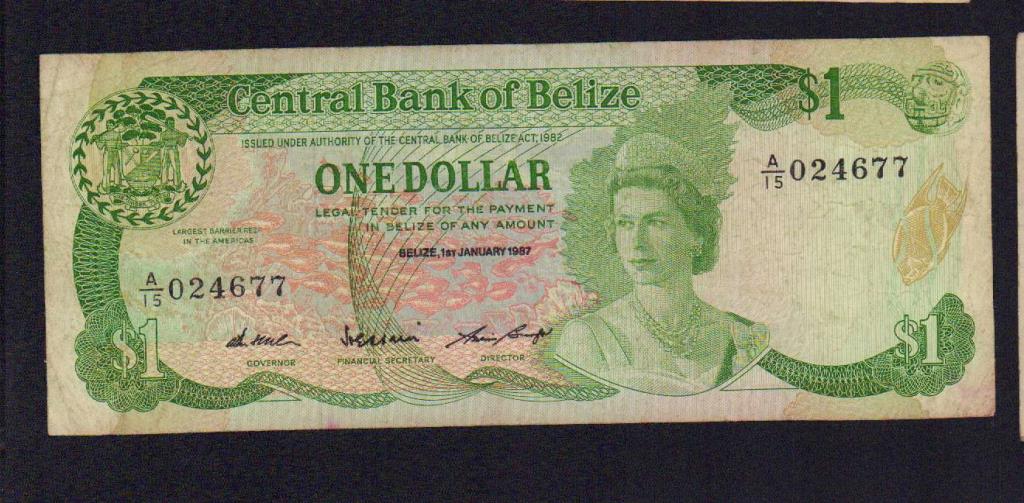 Central Bank of Belize
$1
ISSUED UNDER AUTHORITY OF THE CENTRAL BANK OF BELIZE ACT, 1982
ONE DOLLAR
A/15 024677
LEGAL TENDER FOR THE PAYMENT
IN BELIZE OF ANY AMOUNT
LARGEST BARRIER REEF
IN THE AMERICAS
BELIZE, 1ST JANUARY 1987
A/15 024677
$1
GOVERNOR
FINANCIAL SECRETARY
DIRECTOR
$1